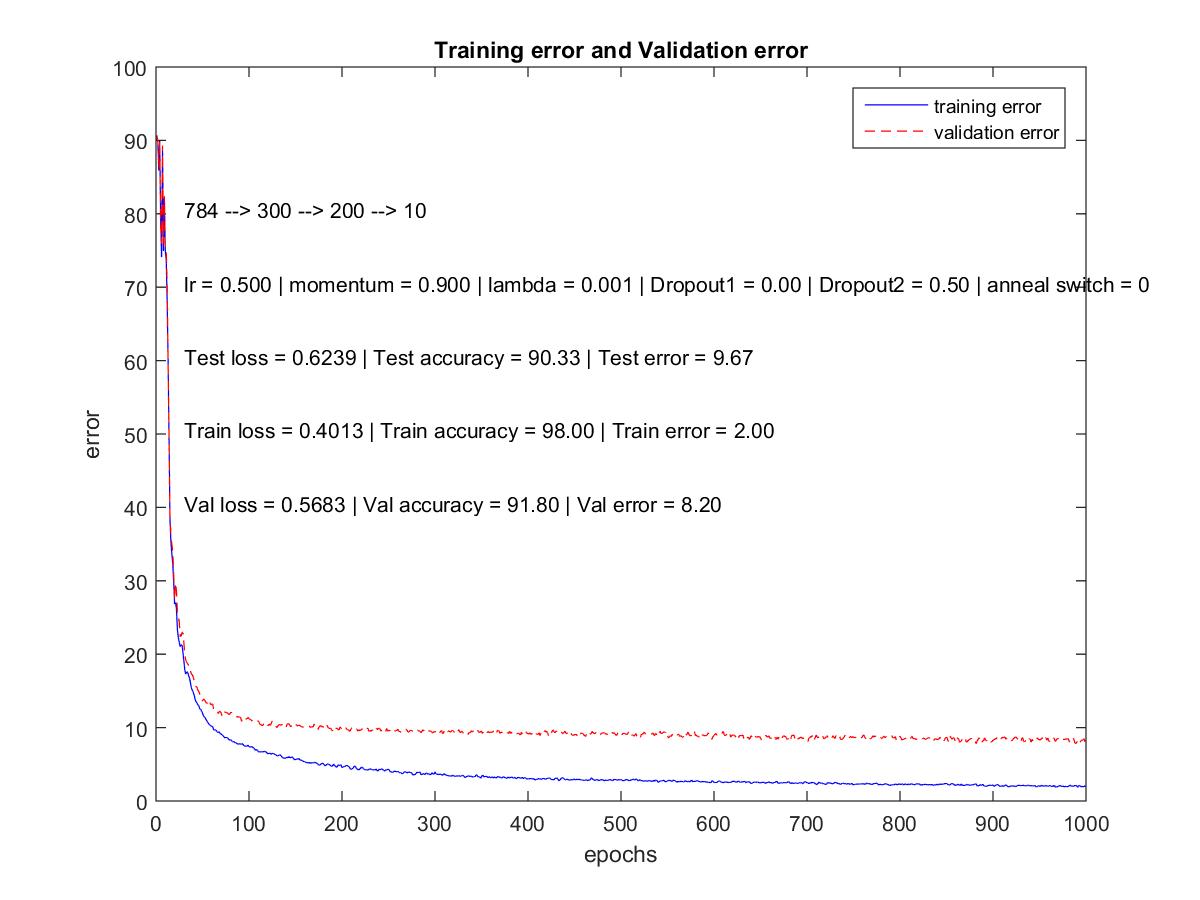 Training error and Validation error
100
90
80
70
60
50
40
30
20
10
0
error
training error
validation error
784 --> 300 --> 200 --> 10
lr = 0.500 | momentum = 0.900 | lambda = 0.001 | Dropout1 = 0.00 | Dropout2 = 0.50 | anneal switch = 0
Test loss = 0.6239 | Test accuracy = 90.33 | Test error = 9.67
Train loss = 0.4013 | Train accuracy = 98.00 | Train error = 2.00
Val loss = 0.5683 | Val accuracy = 91.80 | Val error = 8.20
0 100 200 300 400 500 600 700 800 900 1000
epochs